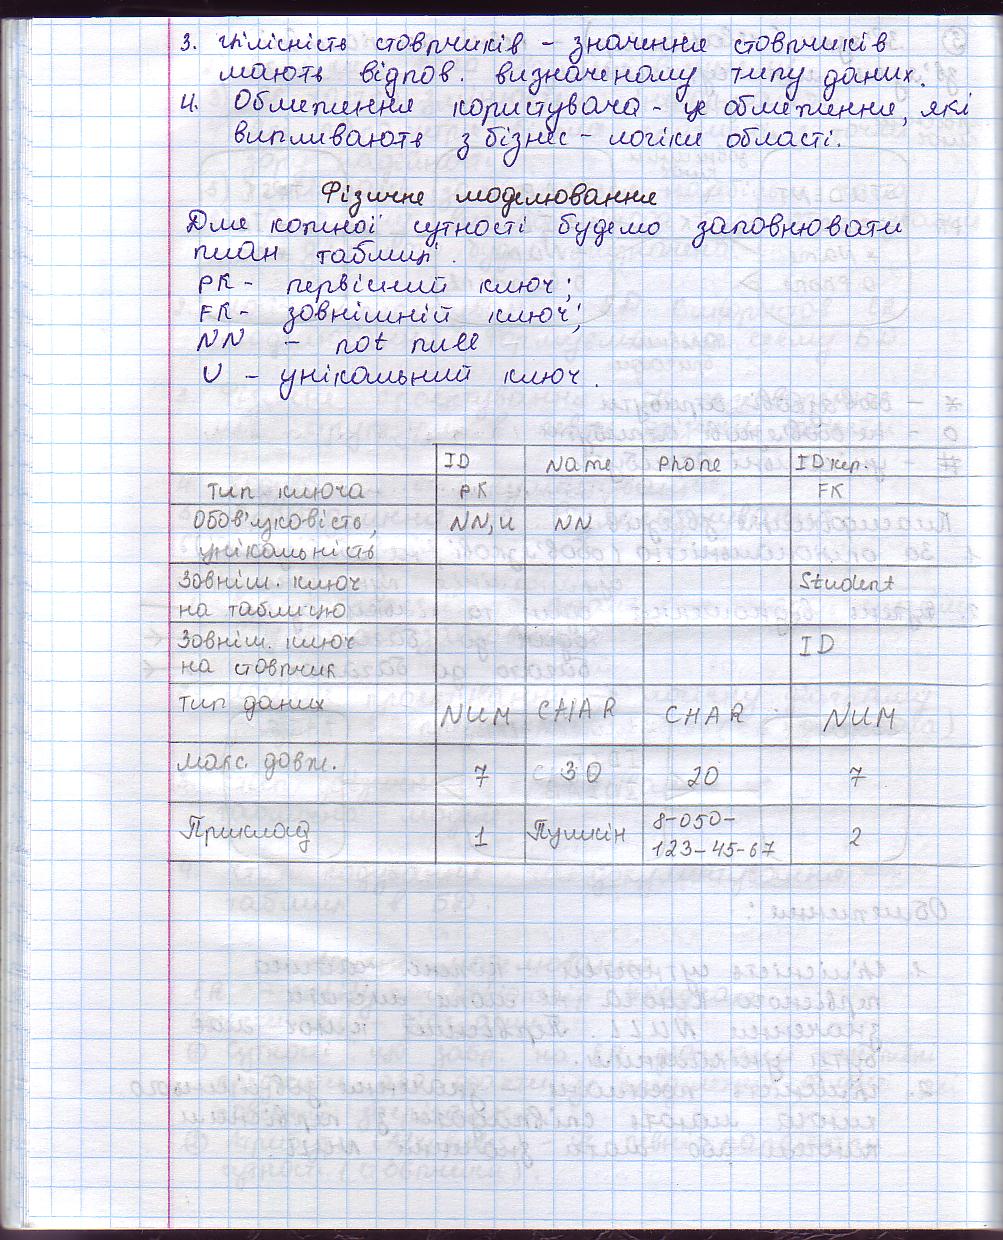 3. Цілісність стовпчиків – значення стовпчиків
мають відпов. визначеному типу даних.
4. Обмеження користувача – це обмеження, які
випливають з бізнес – логіки області.
Фізичне моделювання
Для кожної сутності будемо заповнювати
план таблиці.
PK – первісний ключ;
FK – зовнішній ключ;
NN – not null
U – унікальний ключ.
ID Name Phone ID кер.
тип ключа PK FK
Обов'язковість, NN, U NN
унікальність
Зовніш. ключ Student
на таблицю
Зовніш. ключ ID
на стовпчик
тип даних NUM CHAR CHAR NUM
макс. довж. 7 30 20 7
Приклад 1 Пушкін 8-050-
123-45-67 2